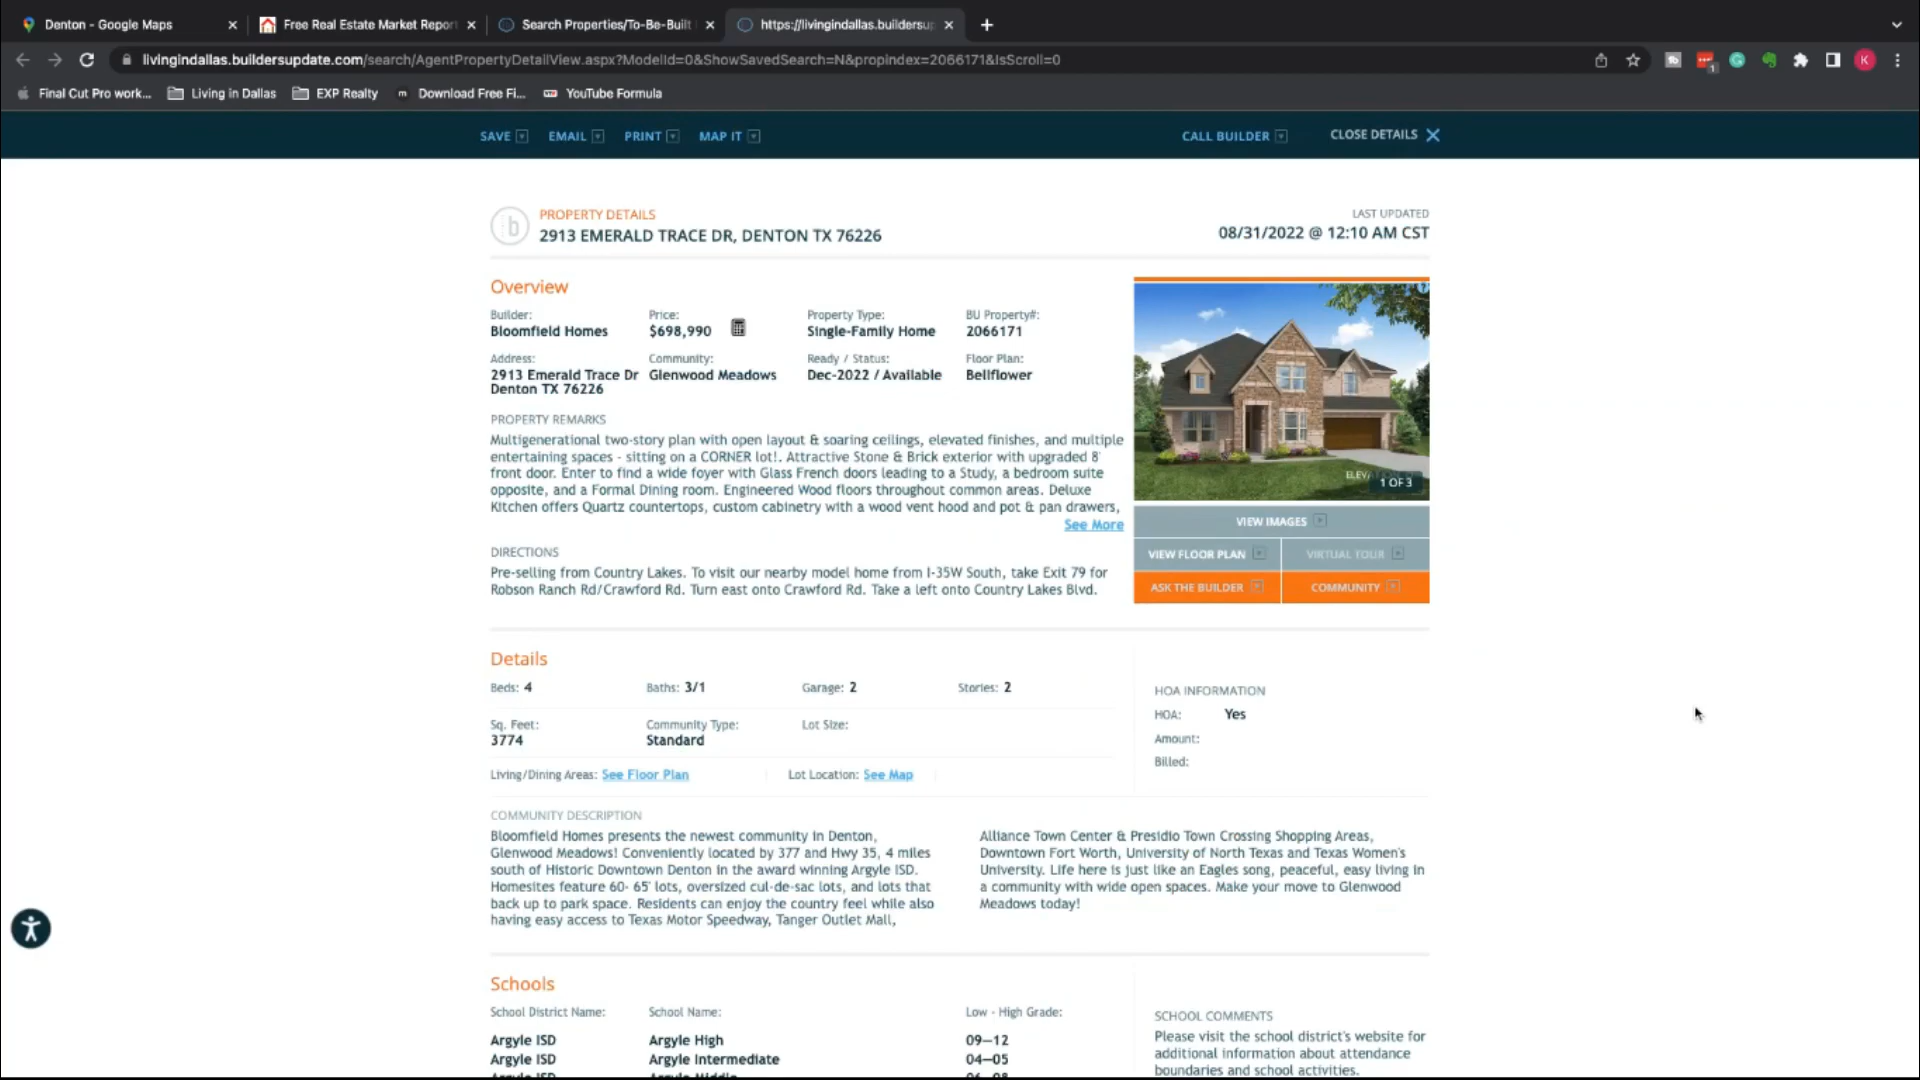 Denton - Google Maps
Free Real Estate Market Report
Search Properties/To-Be-Built
https://livingindallas.buildersup
livingindallas.buildersupdate.com/search/AgentPropertyDetailView.aspx?ModelId=0&ShowSavedSearch=N&propindex=2066171&IsScroll=0
1
K
Final Cut Pro work...
Living in Dallas
EXP Realty
m
Download Free Fi...
YouTube Formula
SAVE
EMAIL
PRINT
MAP IT
CALL BUILDER
CLOSE DETAILS
b
PROPERTY DETAILS
2913 EMERALD TRACE DR, DENTON TX 76226
LAST UPDATED
08/31/2022 @ 12:10 AM CST
Overview
Builder:
Bloomfield Homes
Price:
$698,990
Property Type:
Single-Family Home
BU Property#:
2066171
Address:
2913 Emerald Trace Dr
Denton TX 76226
Community:
Glenwood Meadows
Ready / Status:
Dec-2022 / Available
Floor Plan:
Bellflower
PROPERTY REMARKS
Multigenerational two-story plan with open layout & soaring ceilings, elevated finishes, and multiple
entertaining spaces - sitting on a CORNER lot!. Attractive Stone & Brick exterior with upgraded 8'
front door. Enter to find a wide foyer with Glass French doors leading to a Study, a bedroom suite
opposite, and a Formal Dining room. Engineered Wood floors throughout common areas. Deluxe
Kitchen offers Quartz countertops, custom cabinetry with a wood vent hood and pot & pan drawers,
See More
DIRECTIONS
Pre-selling from Country Lakes. To visit our nearby model home from I-35W South, take Exit 79 for
Robson Ranch Rd/Crawford Rd. Turn east onto Crawford Rd. Take a left onto Country Lakes Blvd.
ELEVA
1 OF 3
VIEW IMAGES
VIEW FLOOR PLAN
VIRTUAL TOUR
ASK THE BUILDER
COMMUNITY
Details
Beds: 4
Baths: 3/1
Garage: 2
Stories: 2
Sq. Feet:
3774
Community Type:
Standard
Lot Size:
Living/Dining Areas: See Floor Plan
Lot Location: See Map
HOA INFORMATION
HOA: Yes
Amount:
Billed:
COMMUNITY DESCRIPTION
Bloomfield Homes presents the newest community in Denton,
Glenwood Meadows! Conveniently located by 377 and Hwy 35, 4 miles
south of Historic Downtown Denton in the award winning Argyle ISD.
Homesites feature 60- 65' lots, oversized cul-de-sac lots, and lots that
back up to park space. Residents can enjoy the country feel while also
having easy access to Texas Motor Speedway, Tanger Outlet Mall,
Alliance Town Center & Presidio Town Crossing Shopping Areas,
Downtown Fort Worth, University of North Texas and Texas Women's
University. Life here is just like an Eagles song, peaceful, easy living in
a community with wide open spaces. Make your move to Glenwood
Meadows today!
Schools
School District Name:
School Name:
Low - High Grade:
Argyle ISD
Argyle High
09—12
Argyle ISD
Argyle Intermediate
04—05
Argyle ISD
Argyle Middle
06—08
SCHOOL COMMENTS
Please visit the school district's website for
additional information about attendance
boundaries and school activities.